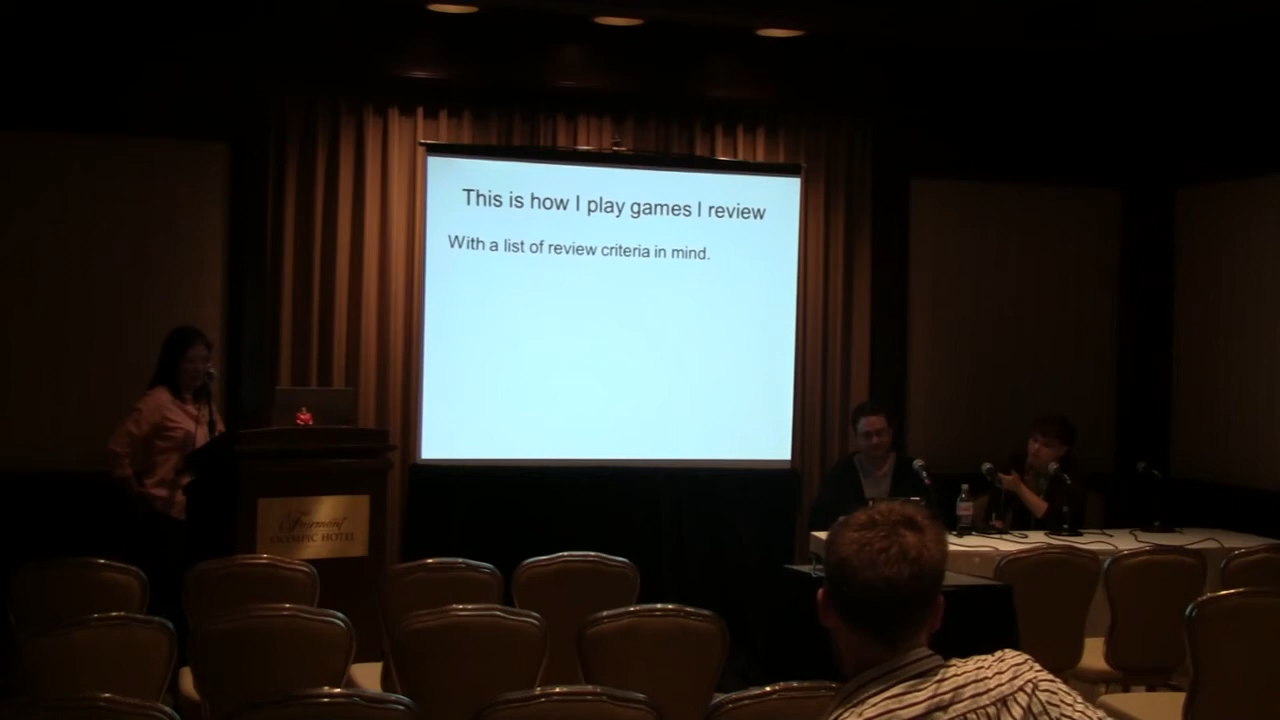 This is how I play games I review
With a list of review criteria in mind.
Fairmont
OLYMPIC HOTEL